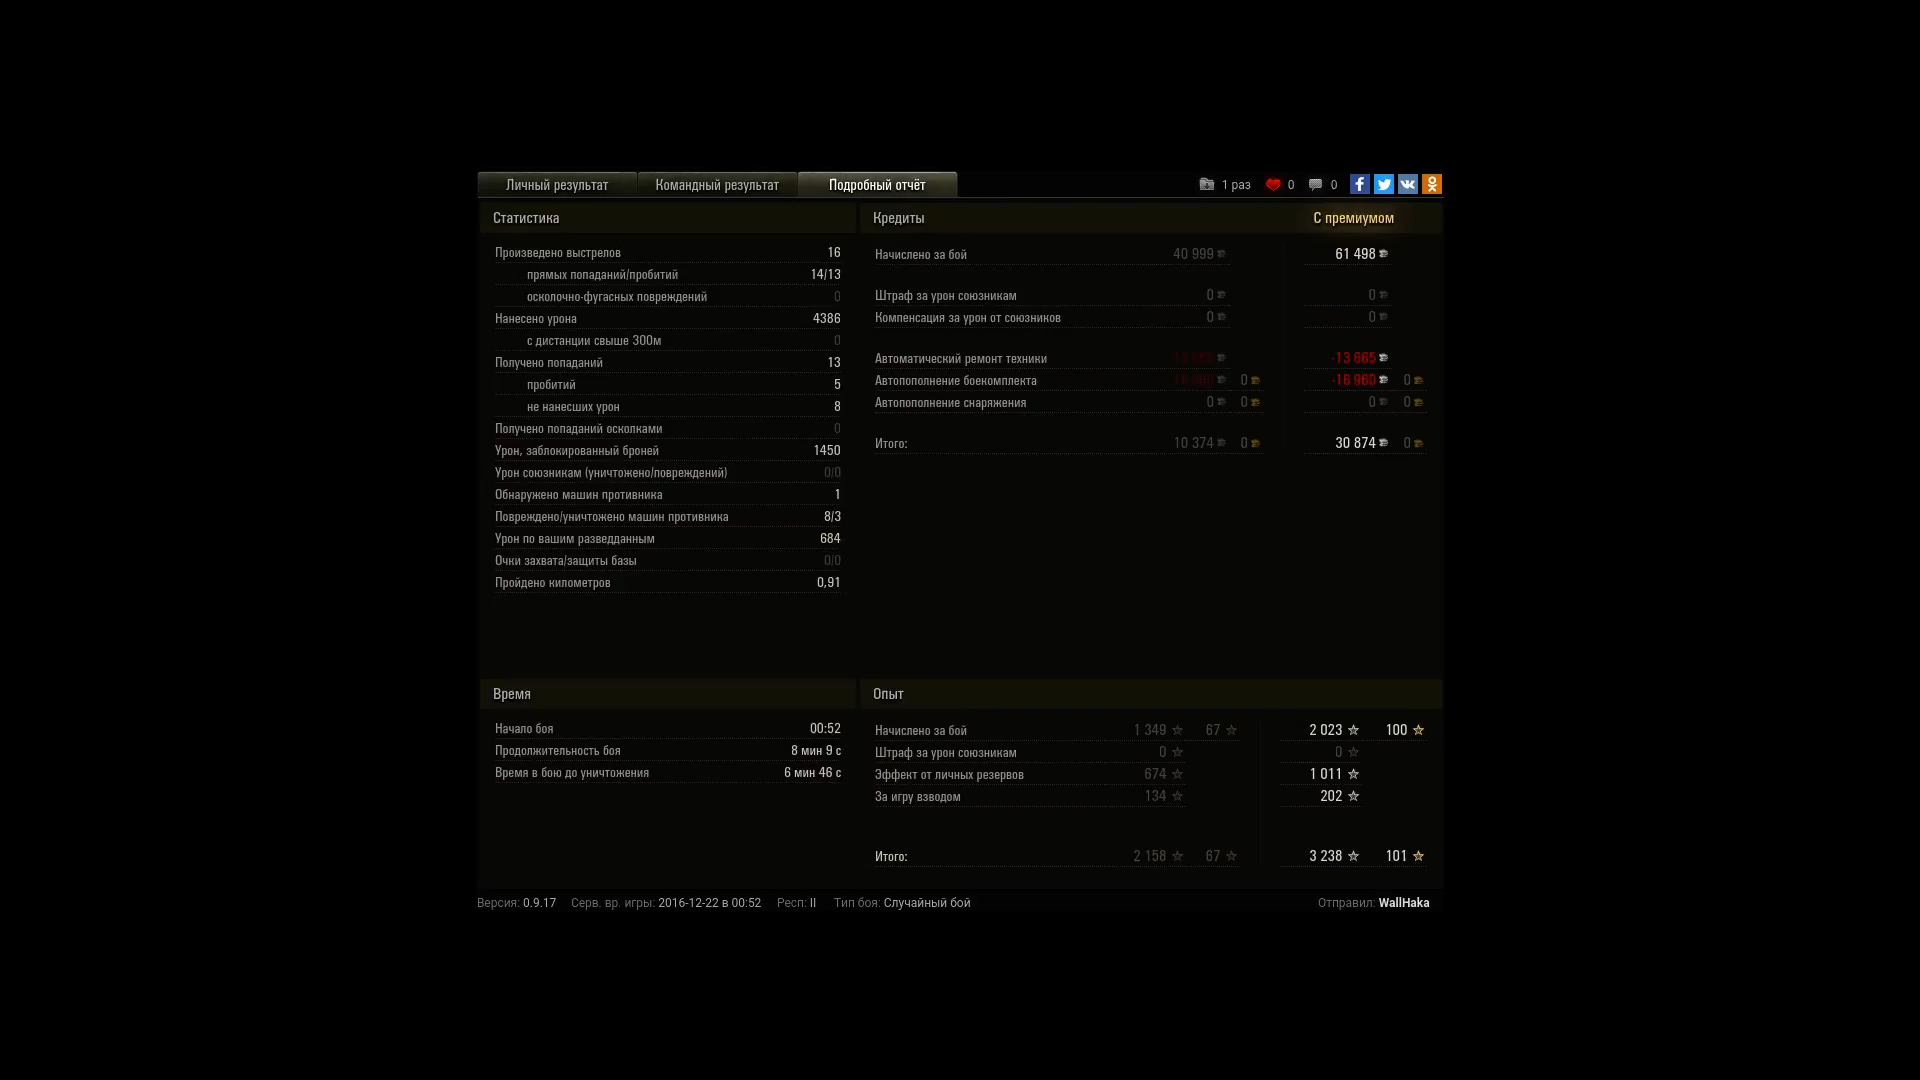 Личный результат Командный результат Подробный отчёт 1 раз 0 0
Статистика
Произведено выстрелов 16
прямых попаданий/пробитий 14/13
осколочно-фугасных повреждений 0
Нанесено урона 4386
с дистанции свыше 300м 0
Получено попаданий 13
пробитий 5
не нанесших урон 8
Получено попаданий осколками 0
Урон, заблокированный броней 1450
Урон союзникам (уничтожено/повреждений) 0/0
Обнаружено машин противника 1
Повреждено/уничтожено машин противника 8/3
Урон по вашим разведданным 684
Очки захвата/защиты базы 0/0
Пройдено километров 0,91
Кредиты С премиумом
Начислено за бой 40 999 61 498
Штраф за урон союзникам 0 0
Компенсация за урон от союзников 0 0
Автоматический ремонт техники -13 665
Автопополнение боекомплекта 0 -16 960 0
Автопополнение снаряжения 0 0 0 0
Итого: 10 374 0 30 874 0
Время
Начало боя 00:52
Продолжительность боя 8 мин 9 с
Время в бою до уничтожения 6 мин 46 с
Опыт
Начислено за бой 1 349 67 2 023 100
Штраф за урон союзникам 0 0
Эффект от личных резервов 674 1 011
За игру взводом 134 202
Итого: 2 158 67 3 238 101
Версия: 0.9.17 Серв. вр. игры: 2016-12-22 в 00:52 Респ: II Тип боя: Случайный бой Отправил: WallHaka